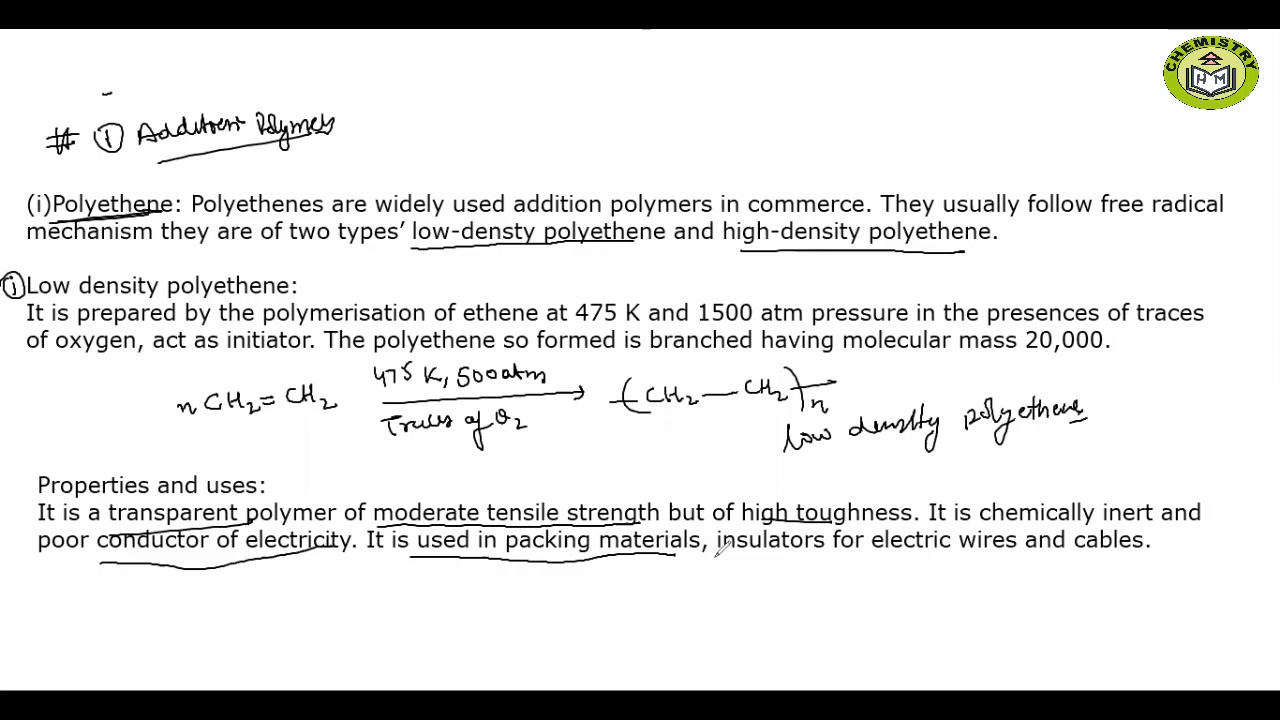 CHEMISTRY
HM
# ① Addition Polymers
(i)Polyethene: Polyethenes are widely used addition polymers in commerce. They usually follow free radical
mechanism they are of two types’ low-densty polyethene and high-density polyethene.
(i) Low density polyethene:
It is prepared by the polymerisation of ethene at 475 K and 1500 atm pressure in the presences of traces
of oxygen, act as initiator. The polyethene so formed is branched having molecular mass 20,000.
475 K, 500 atm
n CH2=CH2 → (CH2—CH2)n
Traces of O2
low density polyethene
Properties and uses:
It is a transparent polymer of moderate tensile strength but of high toughness. It is chemically inert and
poor conductor of electricity. It is used in packing materials, insulators for electric wires and cables.